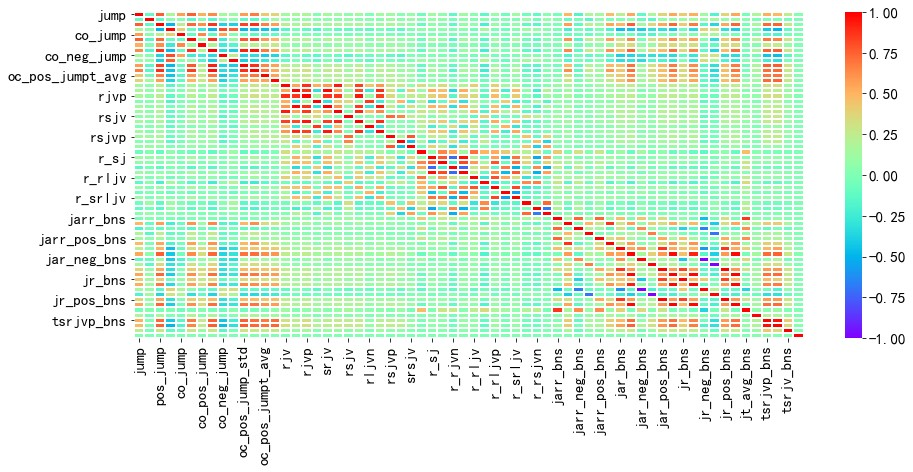 jump
co_jump
co_neg_jump
oc_pos_jumpt_avg
rjvp
rsjv
rsjvp
r_sj
r_rljv
r_srljv
jarr_bns
jarr_pos_bns
jar_neg_bns
jr_bns
jr_pos_bns
tsrjvp_bns
1.00
0.75
0.50
0.25
0.00
−0.25
−0.50
−0.75
−1.00
jump
pos_jump
co_jump
co_pos_jump
co_neg_jump
oc_pos_jump_std
oc_pos_jumpt_avg
rjv
rjvp
srjv
rsjv
rljvn
rsjvp
srsjv
r_sj
r_rjvn
r_rljv
r_rljvp
r_srljv
r_rsjvn
jarr_bns
jarr_neg_bns
jarr_pos_bns
jar_bns
jar_neg_bns
jar_pos_bns
jr_bns
jr_neg_bns
jr_pos_bns
jt_avg_bns
tsrjvp_bns
tsrjv_bns